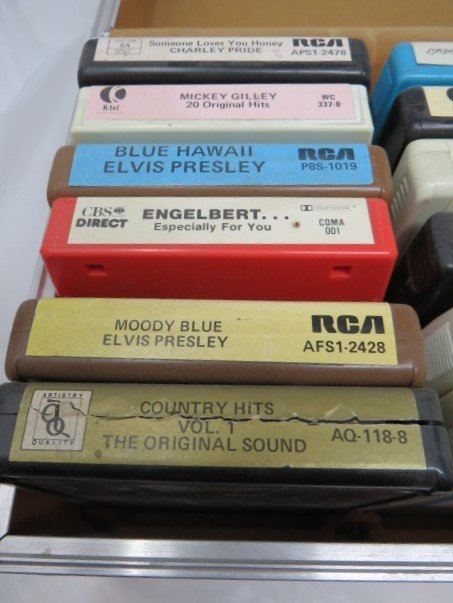 5A
Someone Loves You Honey
CHARLEY PRIDE
RCA
APS1-2478
K-tel
MICKEY GILLEY
20 Original Hits
WC
337-8
BLUE HAWAII
ELVIS PRESLEY
RCA
P8S-1019
CBS
DIRECT
ENGELBERT...
Especially For You
CDMA
001
MOODY BLUE
ELVIS PRESLEY
RCA
AFS1-2428
ARTISTRY
QUALITY
COUNTRY HITS
VOL. 1
THE ORIGINAL SOUND
AQ-118-8